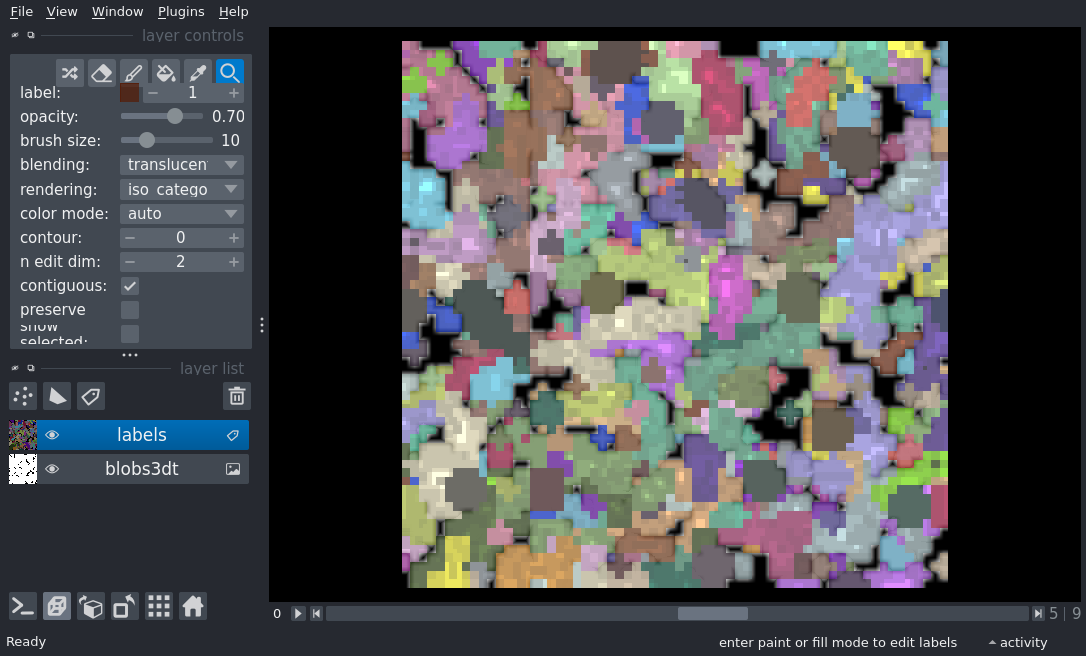 File View Window Plugins Help
layer controls
label: 1
opacity: 0.70
brush size: 10
blending: translucen
rendering: iso catego
color mode: auto
contour: 0
n edit dim: 2
contiguous:
preserve
show
selected:
layer list
labels
blobs3dt
0 5 | 9
Ready enter paint or fill mode to edit labels activity